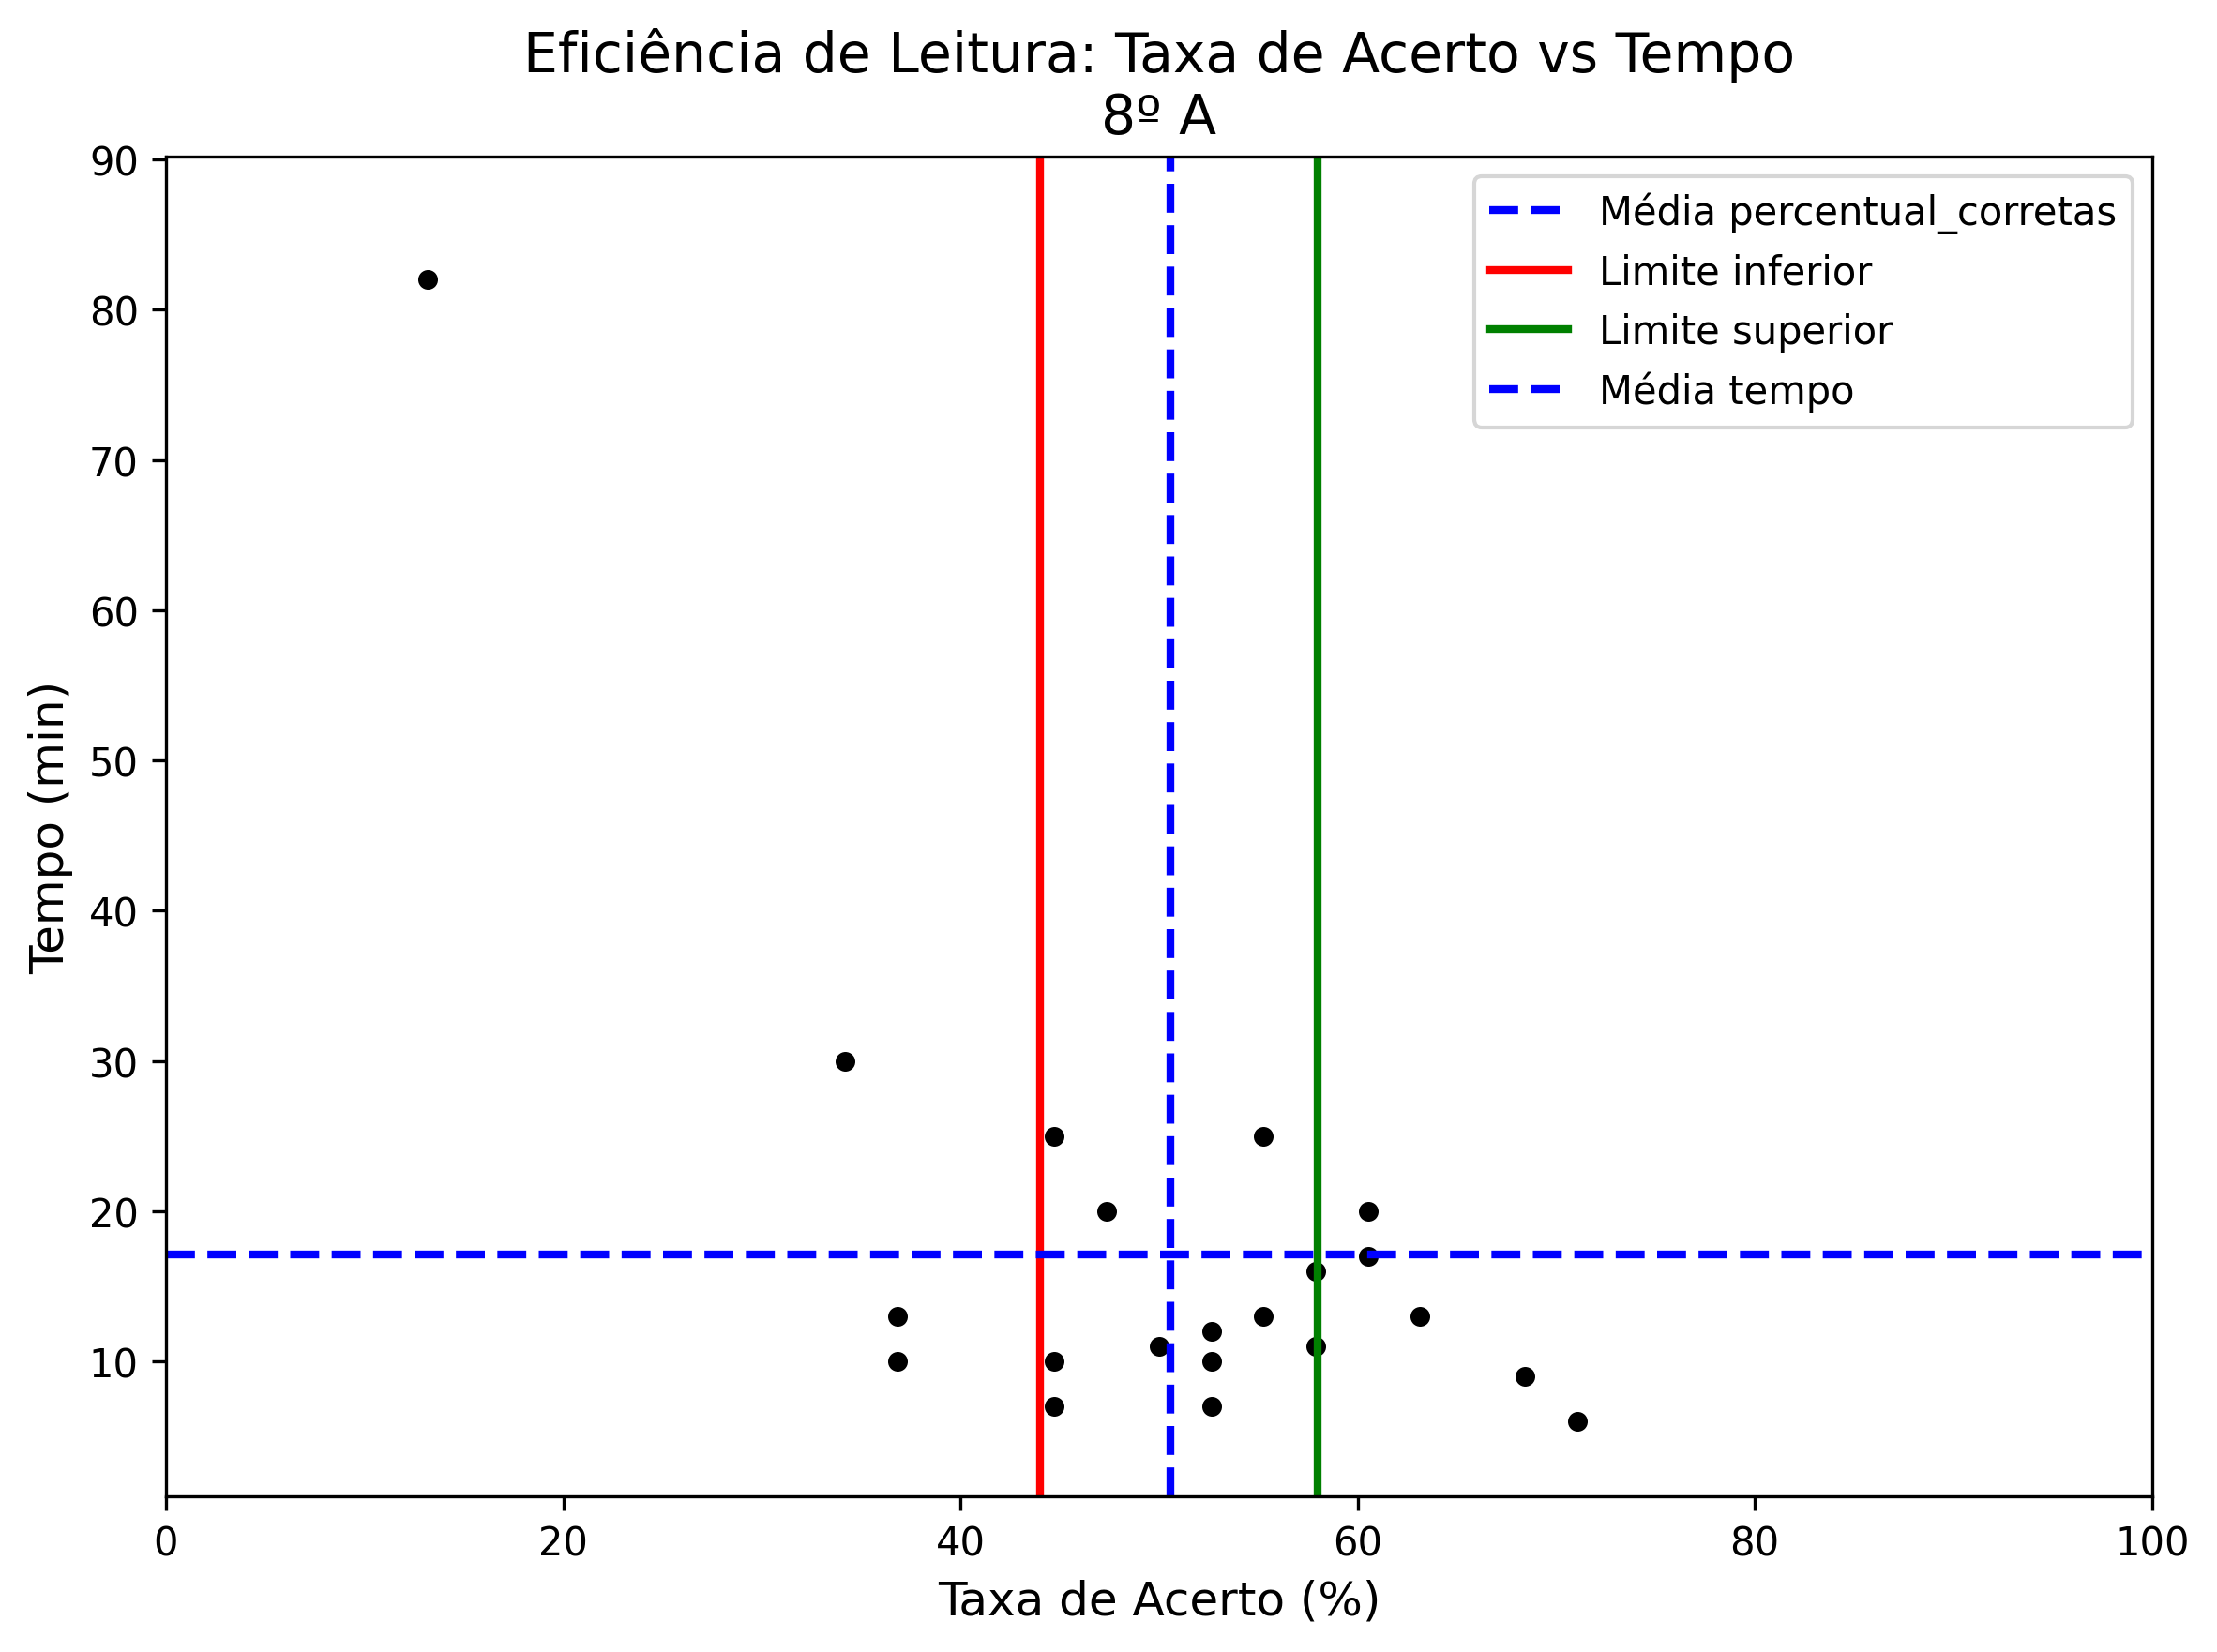 Eficiência de Leitura: Taxa de Acerto vs Tempo
8º A
Média percentual_corretas
Limite inferior
Limite superior
Média tempo
Tempo (min)
90
80
70
60
50
40
30
20
10
0 20 40 60 80 100
Taxa de Acerto (%)